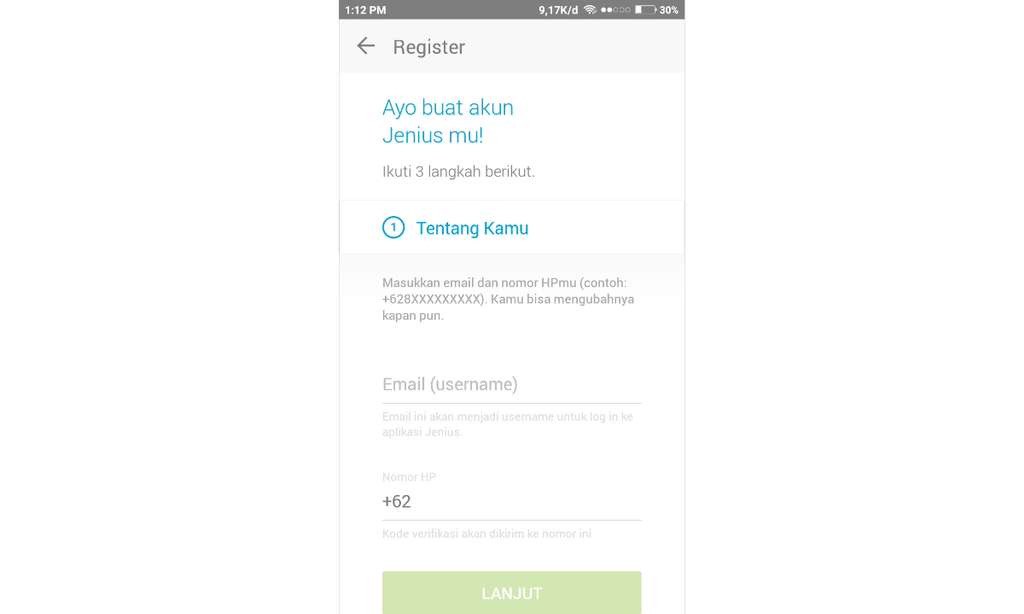 1:12 PM 9,17K/d 30%
Register
Ayo buat akun
Jenius mu!
Ikuti 3 langkah berikut.
1 Tentang Kamu
Masukkan email dan nomor HPmu (contoh:
+628XXXXXXXXX). Kamu bisa mengubahnya
kapan pun.
Email (username)
Email ini akan menjadi username untuk log in ke
aplikasi Jenius.
Nomor HP
+62
Kode verifikasi akan dikirim ke nomor ini
LANJUT